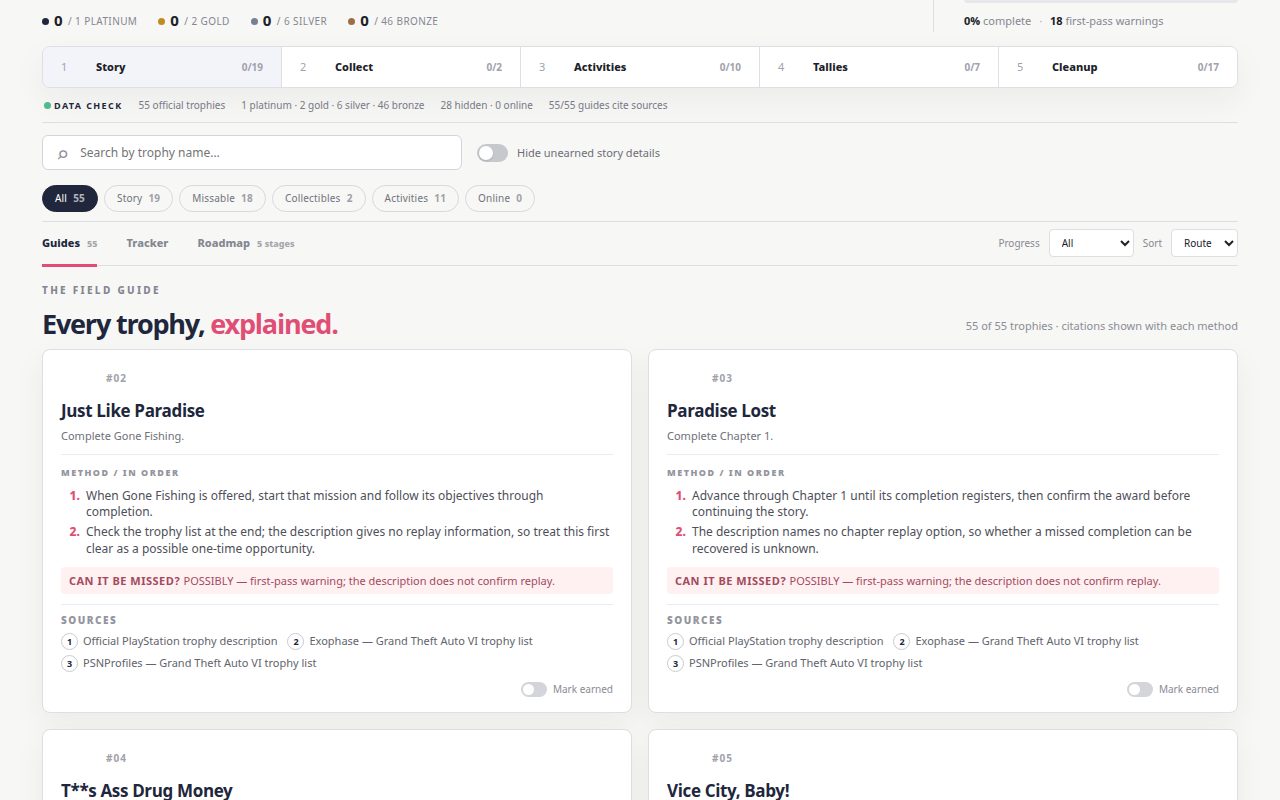 0 / 1 PLATINUM 0 / 2 GOLD 0 / 6 SILVER 0 / 46 BRONZE
0% complete · 18 first-pass warnings
1 Story 0/19 2 Collect 0/2 3 Activities 0/10 4 Tallies 0/7 5 Cleanup 0/17
DATA CHECK 55 official trophies 1 platinum · 2 gold · 6 silver · 46 bronze 28 hidden · 0 online 55/55 guides cite sources
Search by trophy name...
Hide unearned story details
All 55 Story 19 Missable 18 Collectibles 2 Activities 11 Online 0
Guides 55 Tracker Roadmap 5 stages Progress All Sort Route
THE FIELD GUIDE
Every trophy, explained.
55 of 55 trophies · citations shown with each method
#02
Just Like Paradise
Complete Gone Fishing.
METHOD / IN ORDER
1. When Gone Fishing is offered, start that mission and follow its objectives through
completion.
2. Check the trophy list at the end; the description gives no replay information, so treat this first
clear as a possible one-time opportunity.
CAN IT BE MISSED? POSSIBLY — first-pass warning; the description does not confirm replay.
SOURCES
1 Official PlayStation trophy description 2 Exophase — Grand Theft Auto VI trophy list
3 PSNProfiles — Grand Theft Auto VI trophy list
Mark earned
#03
Paradise Lost
Complete Chapter 1.
METHOD / IN ORDER
1. Advance through Chapter 1 until its completion registers, then confirm the award before
continuing the story.
2. The description names no chapter replay option, so whether a missed completion can be
recovered is unknown.
CAN IT BE MISSED? POSSIBLY — first-pass warning; the description does not confirm replay.
SOURCES
1 Official PlayStation trophy description 2 Exophase — Grand Theft Auto VI trophy list
3 PSNProfiles — Grand Theft Auto VI trophy list
Mark earned
#04
T**s Ass Drug Money
#05
Vice City, Baby!